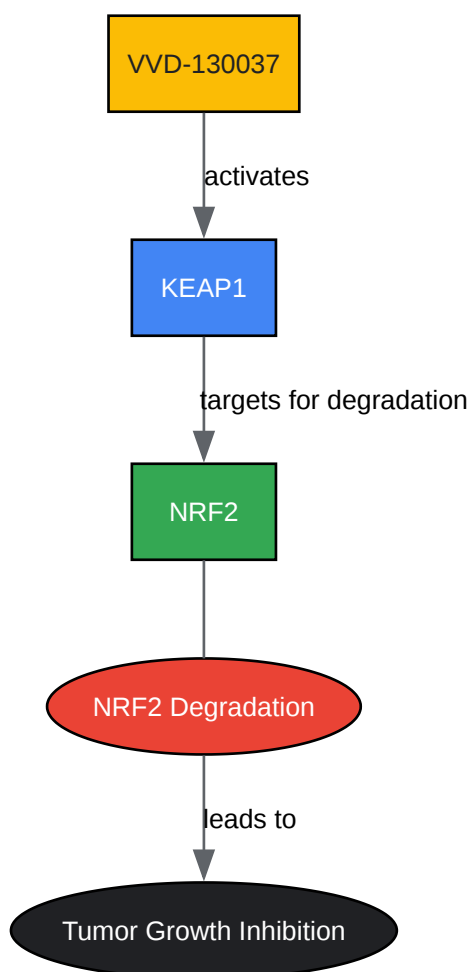 VVD-130037
activates
KEAP1
targets for degradation
NRF2
NRF2 Degradation
leads to
Tumor Growth Inhibition